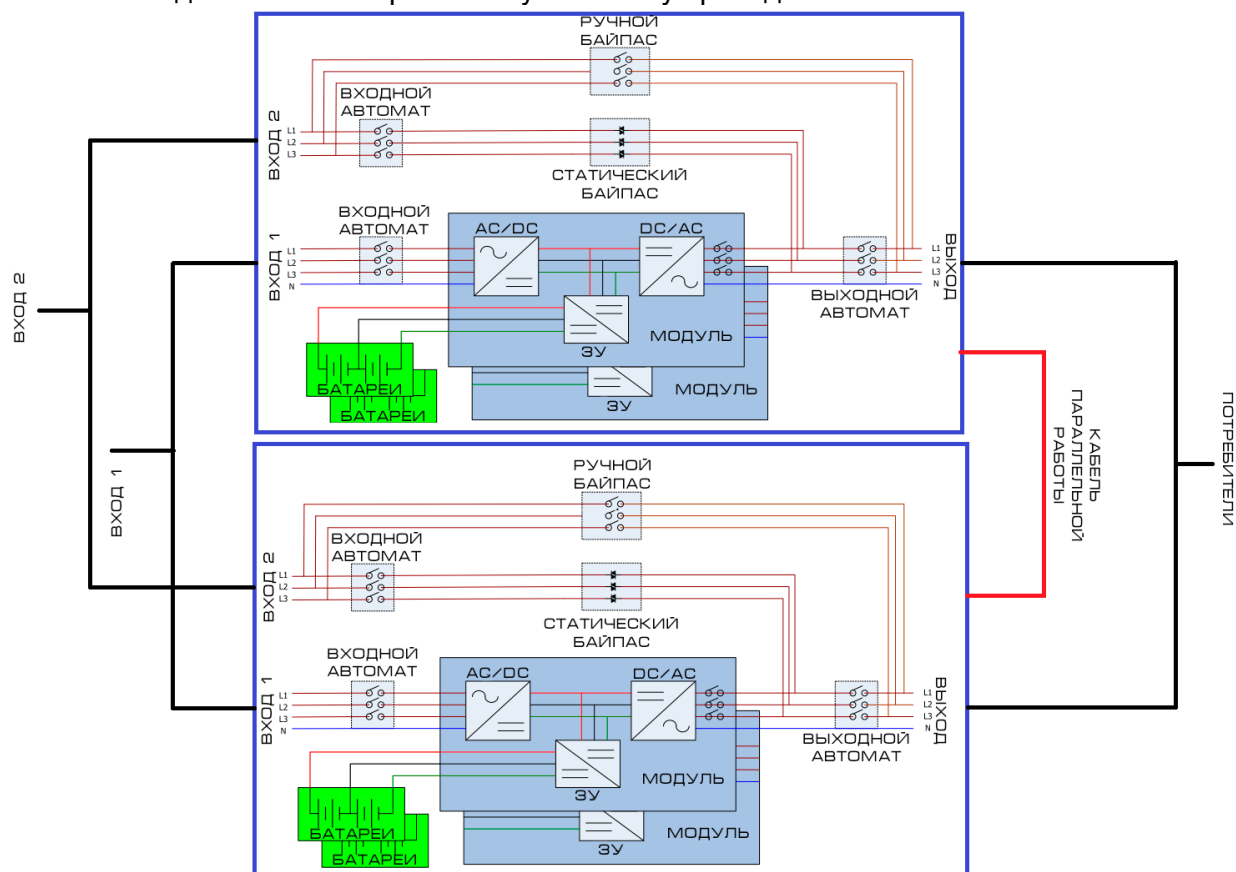 РУЧНОЙ
БАЙПАС
ВХОДНОЙ
АВТОМАТ
ВХОД 2
L1
L2
L3
СТАТИЧЕСКИЙ
БАЙПАС
ВХОДНОЙ
АВТОМАТ
AC/DC
DC/AC
ВХОД 1
L1
L2
L3
N
L1
L2
L3
N
ВЫХОД
ВЫХОДНОЙ
АВТОМАТ
ЗУ
МОДУЛЬ
БАТАРЕИ
ЗУ
МОДУЛЬ
БАТАРЕИ
ВХОД 2
ВХОД 1
КАБЕЛЬ
ПАРАЛЛЕЛЬНОЙ
РАБОТЫ
ПОТРЕБИТЕЛИ
РУЧНОЙ
БАЙПАС
ВХОДНОЙ
АВТОМАТ
ВХОД 2
L1
L2
L3
СТАТИЧЕСКИЙ
БАЙПАС
ВХОДНОЙ
АВТОМАТ
AC/DC
DC/AC
ВХОД 1
L1
L2
L3
N
L1
L2
L3
N
ВЫХОД
ВЫХОДНОЙ
АВТОМАТ
ЗУ
МОДУЛЬ
БАТАРЕИ
ЗУ
МОДУЛЬ
БАТАРЕИ